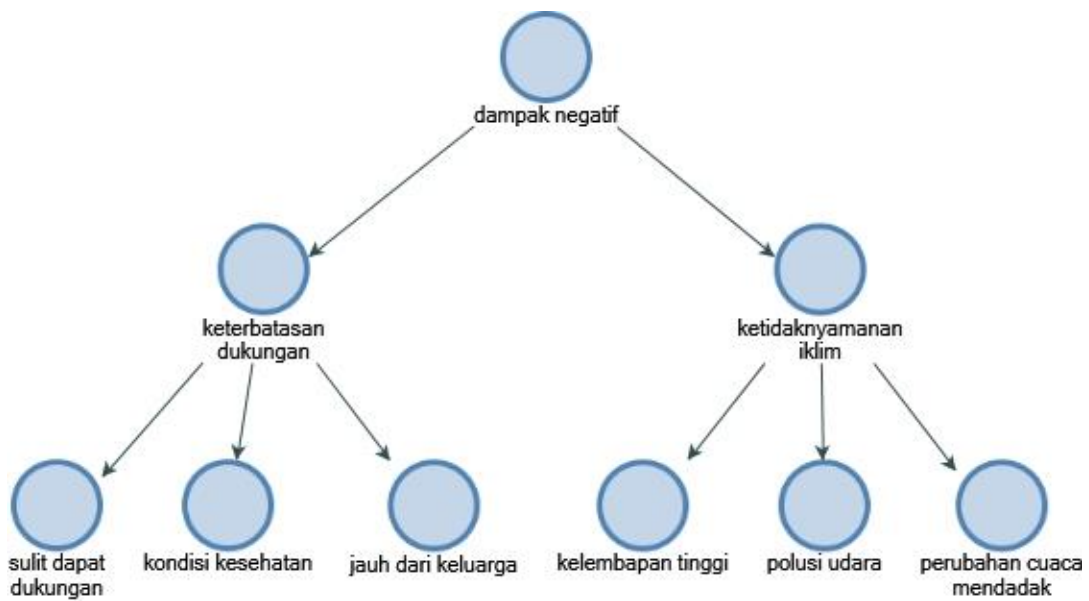 dampak negatif
keterbatasan
dukungan
ketidaknyamanan
iklim
sulit dapat
dukungan
kondisi kesehatan
jauh dari keluarga
kelembapan tinggi
polusi udara
perubahan cuaca
mendadak